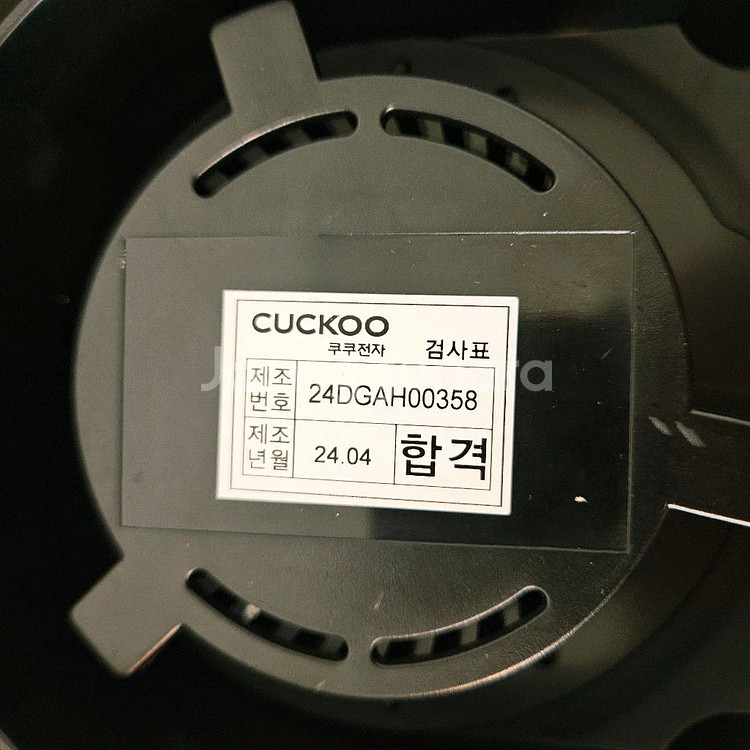 CUCKOO
쿠쿠전자 검사표
제조
번호 24DGAH00358
제조
년월 24.04 합격